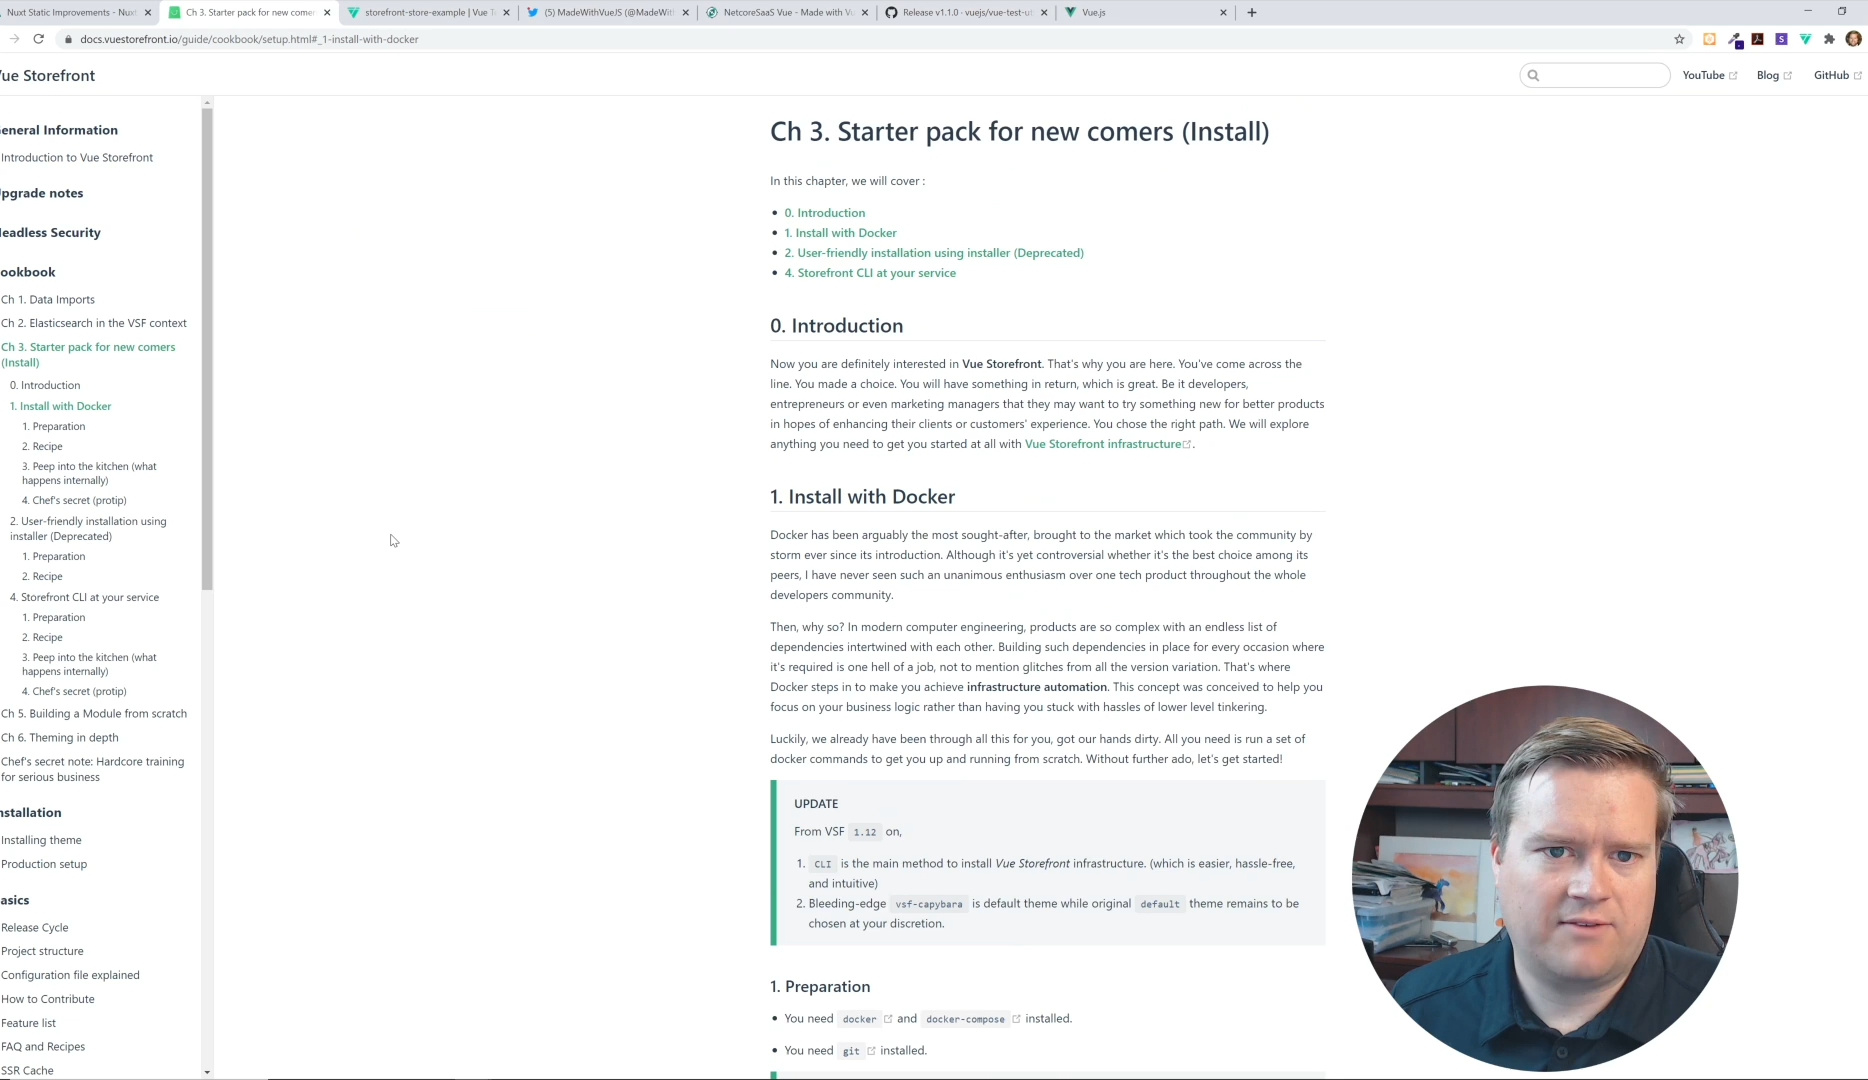 Nuxt Static Improvements - Nuxt
Ch 3. Starter pack for new comer
storefront-store-example | Vue T
(5) MadeWithVueJS (@MadeWit
NetcoreSaaS Vue - Made with Vu
Release v1.1.0 · vuejs/vue-test-ut
Vue.js
docs.vuestorefront.io/guide/cookbook/setup.html#_1-install-with-docker
ue Storefront
YouTube
Blog
GitHub
eneral Information
Introduction to Vue Storefront
pgrade notes
eadless Security
ookbook
Ch 1. Data Imports
Ch 2. Elasticsearch in the VSF context
Ch 3. Starter pack for new comers
(Install)
0. Introduction
1. Install with Docker
1. Preparation
2. Recipe
3. Peep into the kitchen (what
happens internally)
4. Chef's secret (protip)
2. User-friendly installation using
installer (Deprecated)
1. Preparation
2. Recipe
4. Storefront CLI at your service
1. Preparation
2. Recipe
3. Peep into the kitchen (what
happens internally)
4. Chef's secret (protip)
Ch 5. Building a Module from scratch
Ch 6. Theming in depth
Chef's secret note: Hardcore training
for serious business
nstallation
Installing theme
Production setup
asics
Release Cycle
Project structure
Configuration file explained
How to Contribute
Feature list
FAQ and Recipes
SSR Cache
Ch 3. Starter pack for new comers (Install)
In this chapter, we will cover :
• 0. Introduction
• 1. Install with Docker
• 2. User-friendly installation using installer (Deprecated)
• 4. Storefront CLI at your service
0. Introduction
Now you are definitely interested in Vue Storefront. That's why you are here. You've come across the
line. You made a choice. You will have something in return, which is great. Be it developers,
entrepreneurs or even marketing managers that they may want to try something new for better products
in hopes of enhancing their clients or customers' experience. You chose the right path. We will explore
anything you need to get you started at all with Vue Storefront infrastructure.
1. Install with Docker
Docker has been arguably the most sought-after, brought to the market which took the community by
storm ever since its introduction. Although it's yet controversial whether it's the best choice among its
peers, I have never seen such an unanimous enthusiasm over one tech product throughout the whole
developers community.
Then, why so? In modern computer engineering, products are so complex with an endless list of
dependencies intertwined with each other. Building such dependencies in place for every occasion where
it's required is one hell of a job, not to mention glitches from all the version variation. That's where
Docker steps in to make you achieve infrastructure automation. This concept was conceived to help you
focus on your business logic rather than having you stuck with hassles of lower level tinkering.
Luckily, we already have been through all this for you, got our hands dirty. All you need is run a set of
docker commands to get you up and running from scratch. Without further ado, let's get started!
UPDATE
From VSF 1.12 on,
1. CLI is the main method to install Vue Storefront infrastructure. (which is easier, hassle-free,
and intuitive)
2. Bleeding-edge vsf-capybara is default theme while original default theme remains to be
chosen at your discretion.
1. Preparation
• You need docker and docker-compose installed.
• You need git installed.